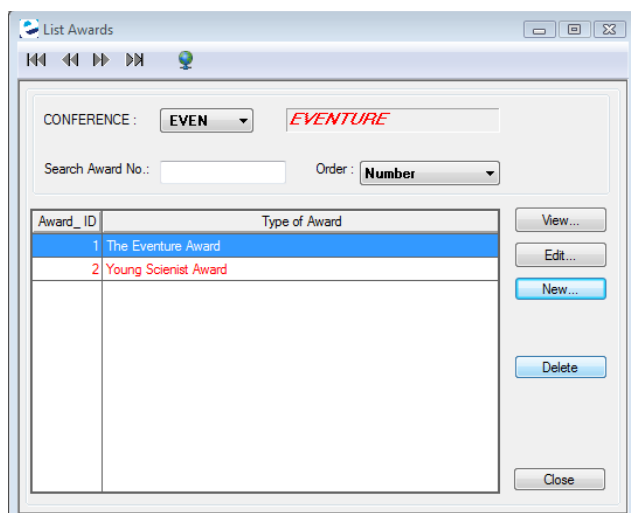 List Awards
CONFERENCE : EVEN EVENTURE
Search Award No.: Order : Number
Award_ ID Type of Award View...
1 The Eventure Award Edit...
2 Young Scienist Award
New...
Delete
Close